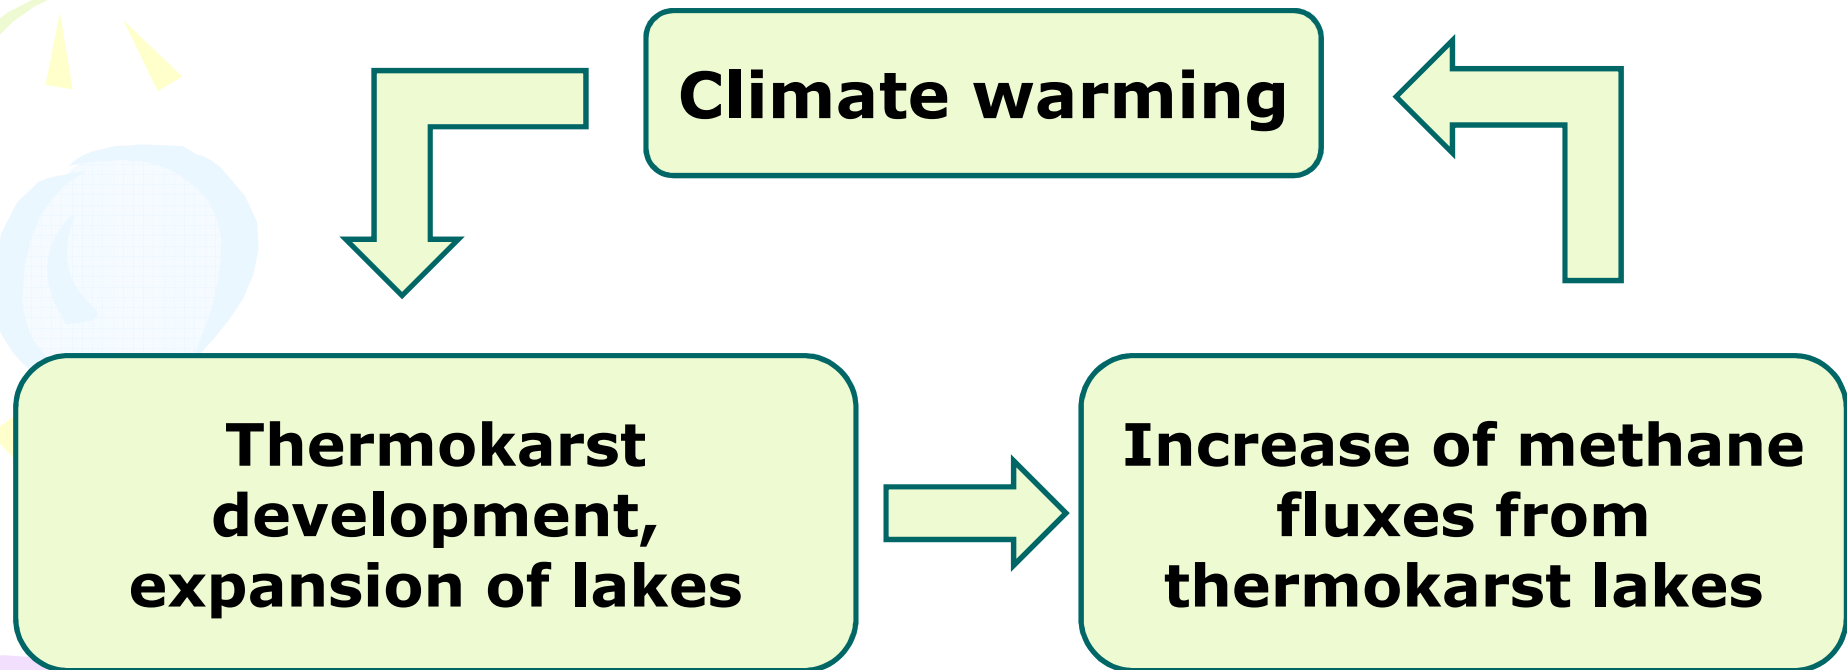 Climate warming
Thermokarst
development,
expansion of lakes
Increase of methane
fluxes from
thermokarst lakes